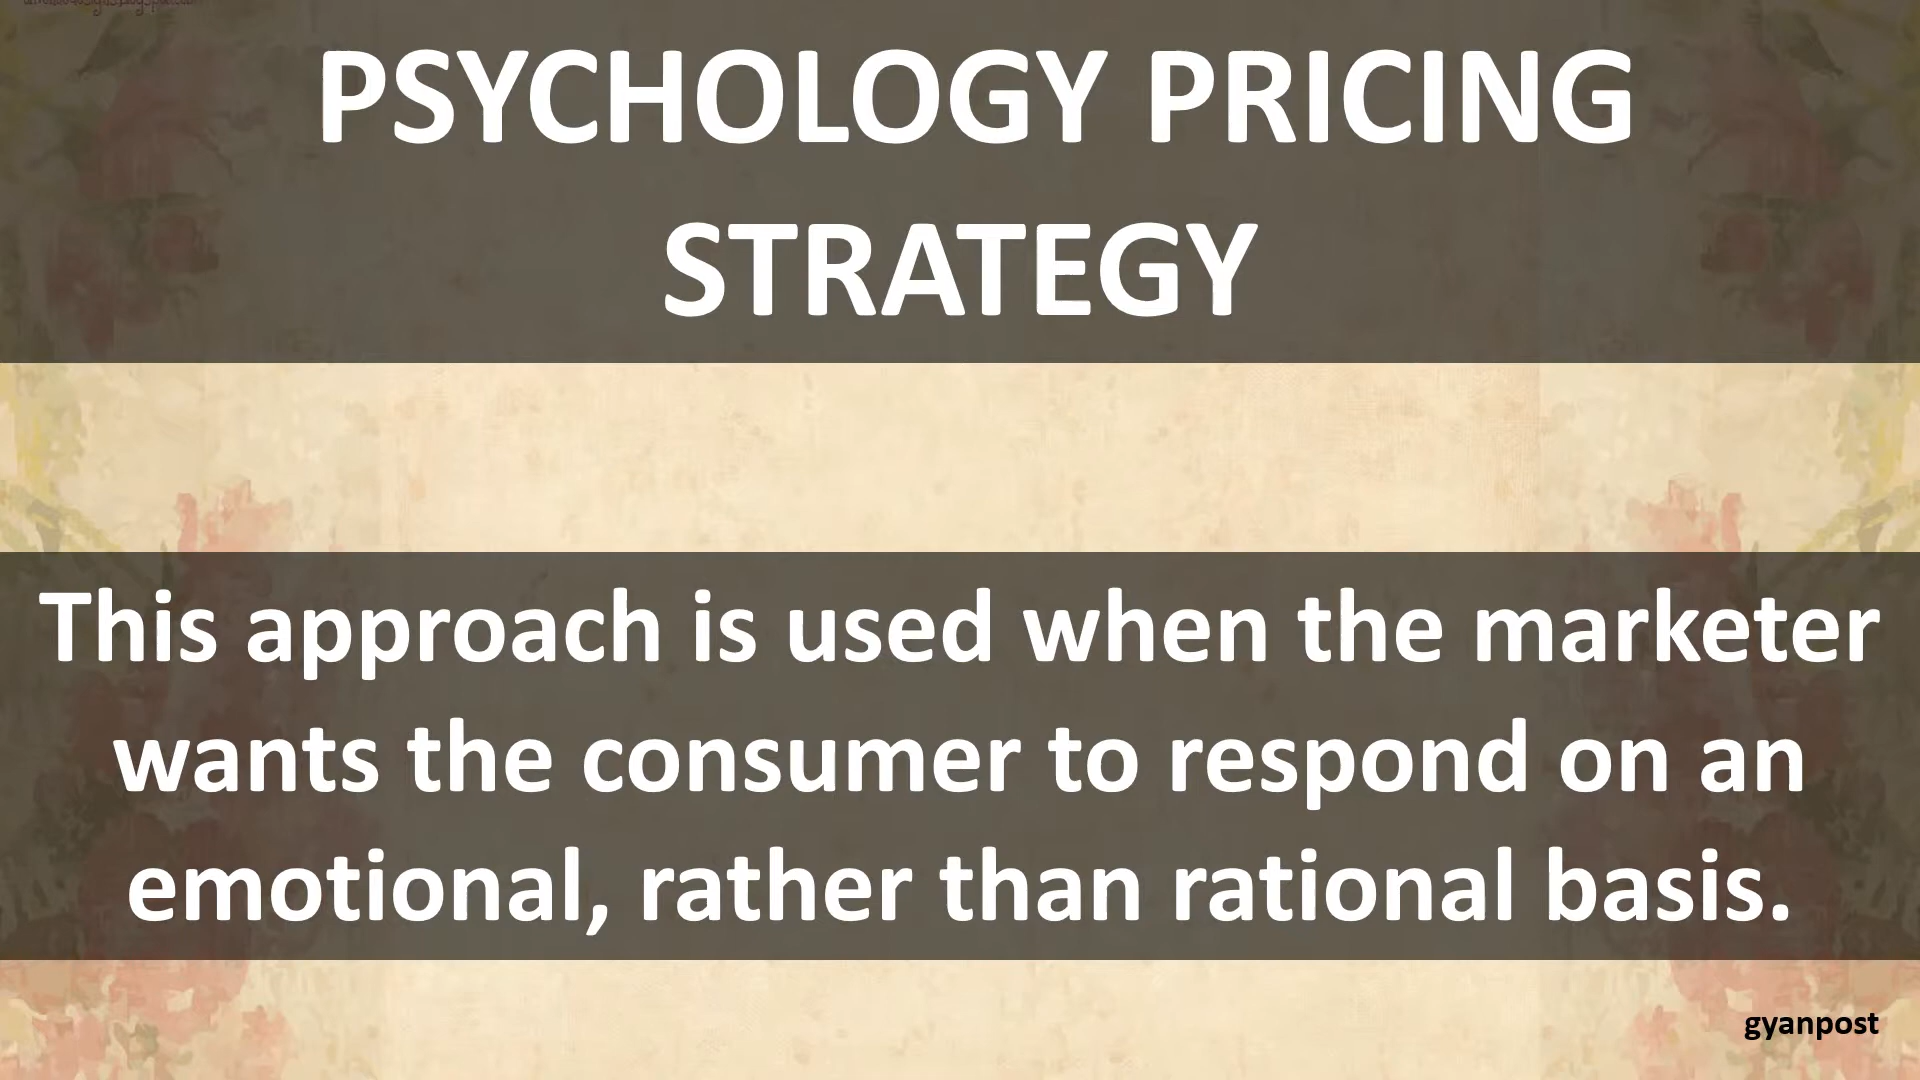 PSYCHOLOGY PRICING
STRATEGY
This approach is used when the marketer
wants the consumer to respond on an
emotional, rather than rational basis.
gyanpost